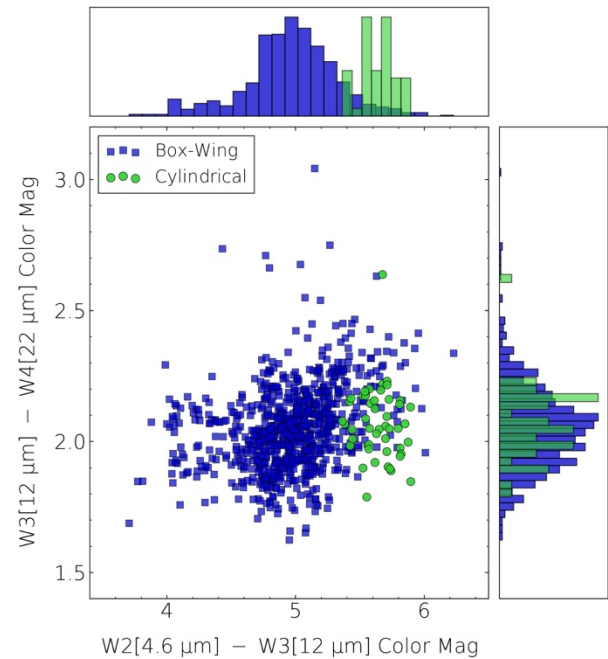 Box-Wing
Cylindrical
3.0
2.5
2.0
1.5
W3[12 μm] − W4[22 μm] Color Mag
4
5
6
W2[4.6 μm] − W3[12 μm] Color Mag